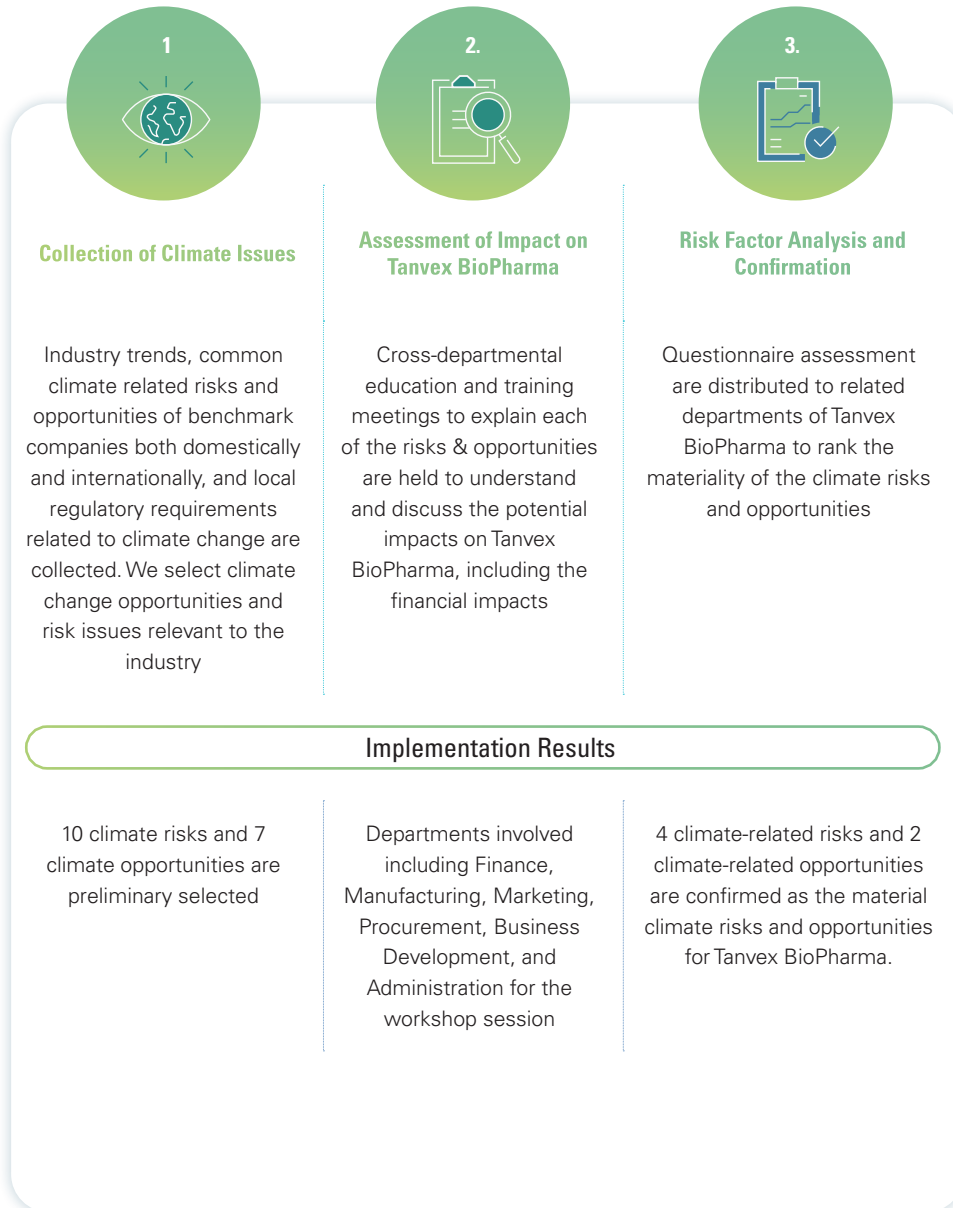 1
Collection of Climate Issues
Industry trends, common
climate related risks and
opportunities of benchmark
companies both domestically
and internationally, and local
regulatory requirements
related to climate change are
collected. We select climate
change opportunities and
risk issues relevant to the
industry
2.
Assessment of Impact on
Tanvex BioPharma
Cross-departmental
education and training
meetings to explain each
of the risks & opportunities
are held to understand
and discuss the potential
impacts on Tanvex
BioPharma, including the
financial impacts
3.
Risk Factor Analysis and
Confirmation
Questionnaire assessment
are distributed to related
departments of Tanvex
BioPharma to rank the
materiality of the climate risks
and opportunities
Implementation Results
10 climate risks and 7
climate opportunities are
preliminary selected
Departments involved
including Finance,
Manufacturing, Marketing,
Procurement, Business
Development, and
Administration for the
workshop session
4 climate-related risks and 2
climate-related opportunities
are confirmed as the material
climate risks and opportunities
for Tanvex BioPharma.